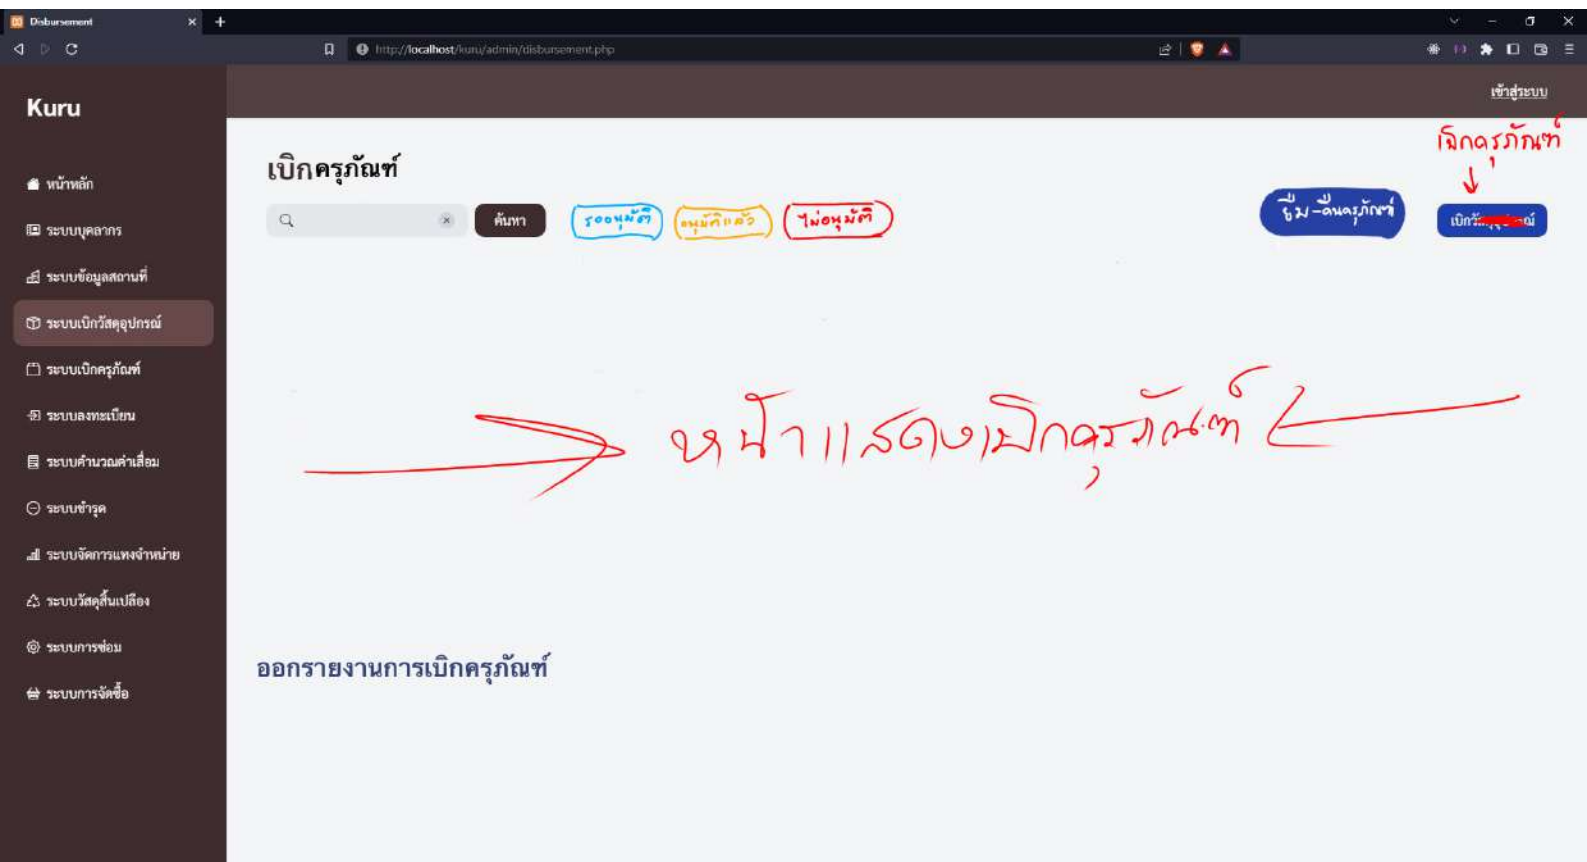 Disbursement
http://localhost/kuru/admin/disbursement.php
Kuru
เข้าสู่ระบบ
เบิกครุภัณฑ์
เบิกครุภัณฑ์
ค้นหา
รออนุมัติ
อนุมัติแล้ว
ไม่อนุมัติ
ยืม-คืนครุภัณฑ์
หน้าหลัก
ระบบบุคลากร
ระบบข้อมูลสถานที่
ระบบเบิกวัสดุอุปกรณ์
ระบบเบิกครุภัณฑ์
ระบบลงทะเบียน
ระบบคำนวณค่าเสื่อม
ระบบชำรุด
ระบบจัดการแทงจำหน่าย
ระบบวัสดุสิ้นเปลือง
ระบบการซ่อม
ระบบการจัดซื้อ
หน้าแสดงเบิกครุภัณฑ์
ออกรายงานการเบิกครุภัณฑ์